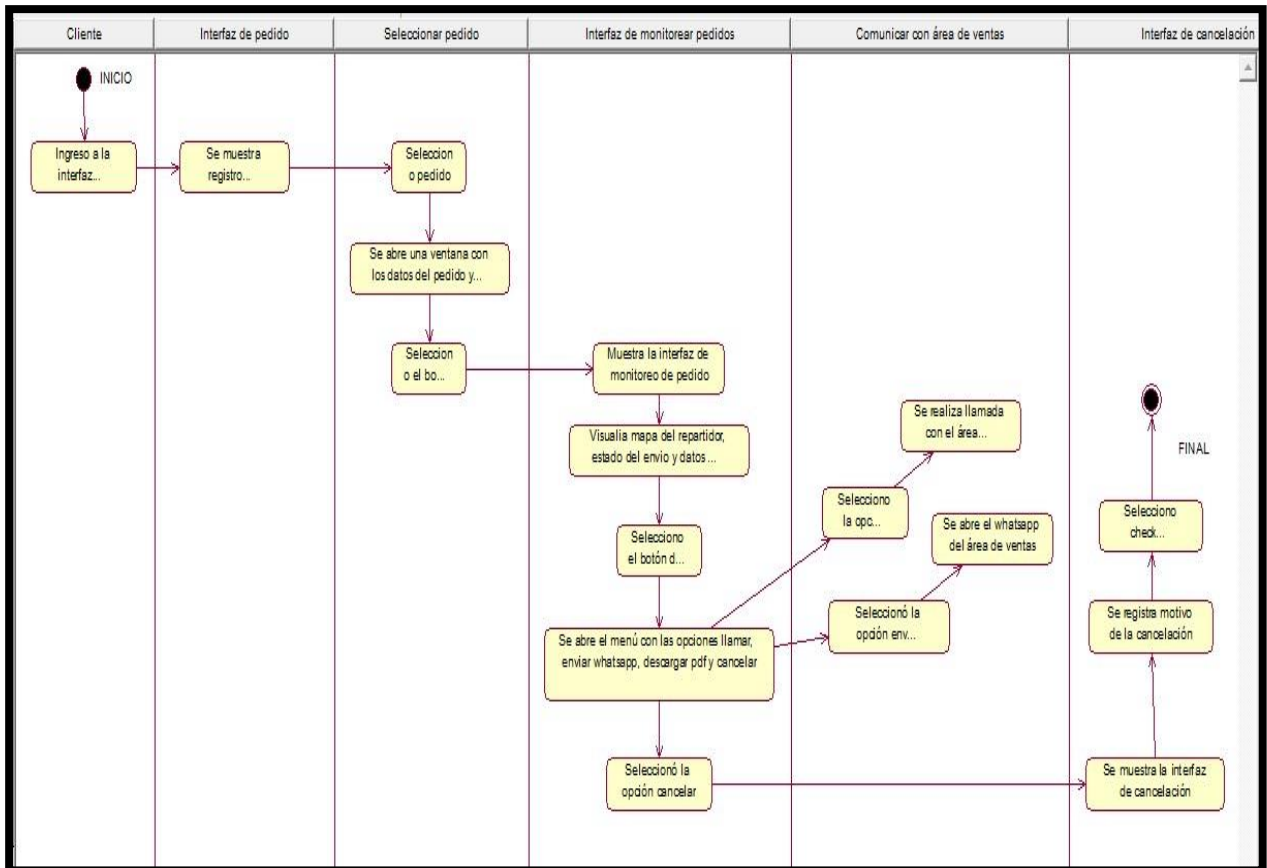 Cliente
Interfaz de pedido
Seleccionar pedido
Interfaz de monitorear pedidos
Comunicar con área de ventas
Interfaz de cancelación
INICIO
Ingreso a la
interfaz...
Se muestra
registro...
Seleccion
o pedido
Se abre una ventana con
los datos del pedido y...
Seleccion
o el bo...
Muestra la interfaz de
monitoreo de pedido
Visualia mapa del repartidor,
estado del envio y datos ...
Selecciono
el botón d...
Se abre el menú con las opciones llamar,
enviar whatsapp, descargar pdf y cancelar
Seleccionó la
opción cancelar
Se realiza llamada
con el área...
Selecciono
la opc...
Se abre el whatsapp
del área de ventas
Seleccionó la
opción env...
FINAL
Selecciono
check...
Se registra motivo
de la cancelación
Se muestra la interfaz
de cancelación